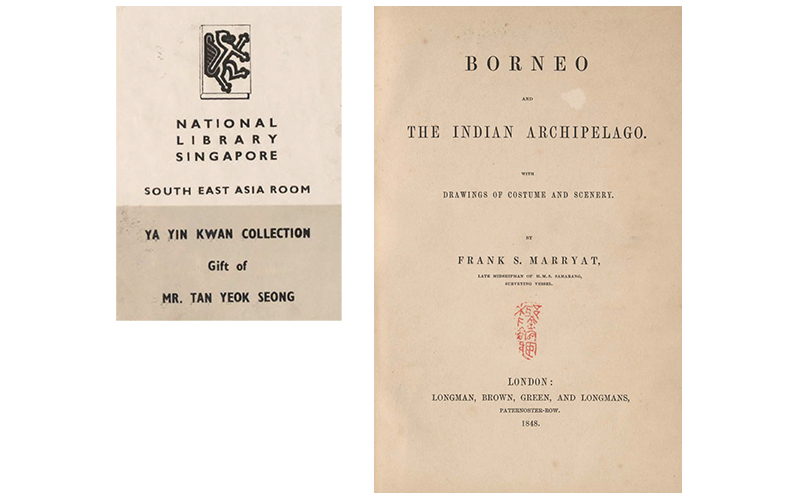 NATIONAL
LIBRARY
SINGAPORE
SOUTH EAST ASIA ROOM
YA YIN KWAN COLLECTION
Gift of
MR. TAN YEOK SEONG
BORNEO
AND
THE INDIAN ARCHIPELAGO.
WITH
DRAWINGS OF COSTUME AND SCENERY.
BY
FRANK S. MARRYAT,
LATE MIDSHIPMAN OF H.M.S. SAMARANG,
SURVEYING VESSEL.
LONDON:
LONGMAN, BROWN, GREEN, AND LONGMANS,
PATERNOSTER-ROW.
1848.